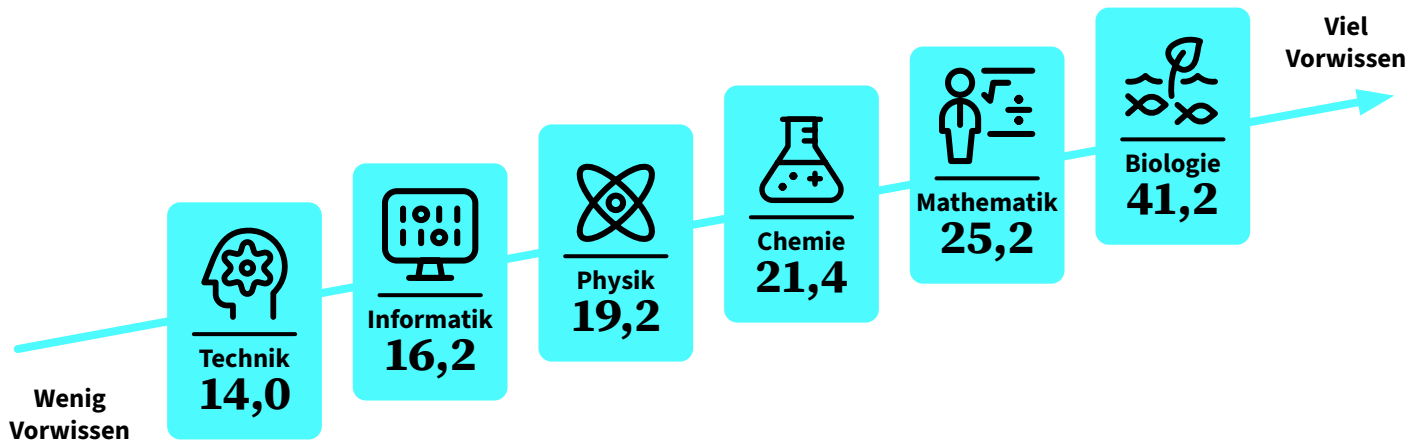 Wenig
Vorwissen
Technik
14,0
Informatik
16,2
Physik
19,2
Chemie
21,4
Mathematik
25,2
Biologie
41,2
Viel
Vorwissen